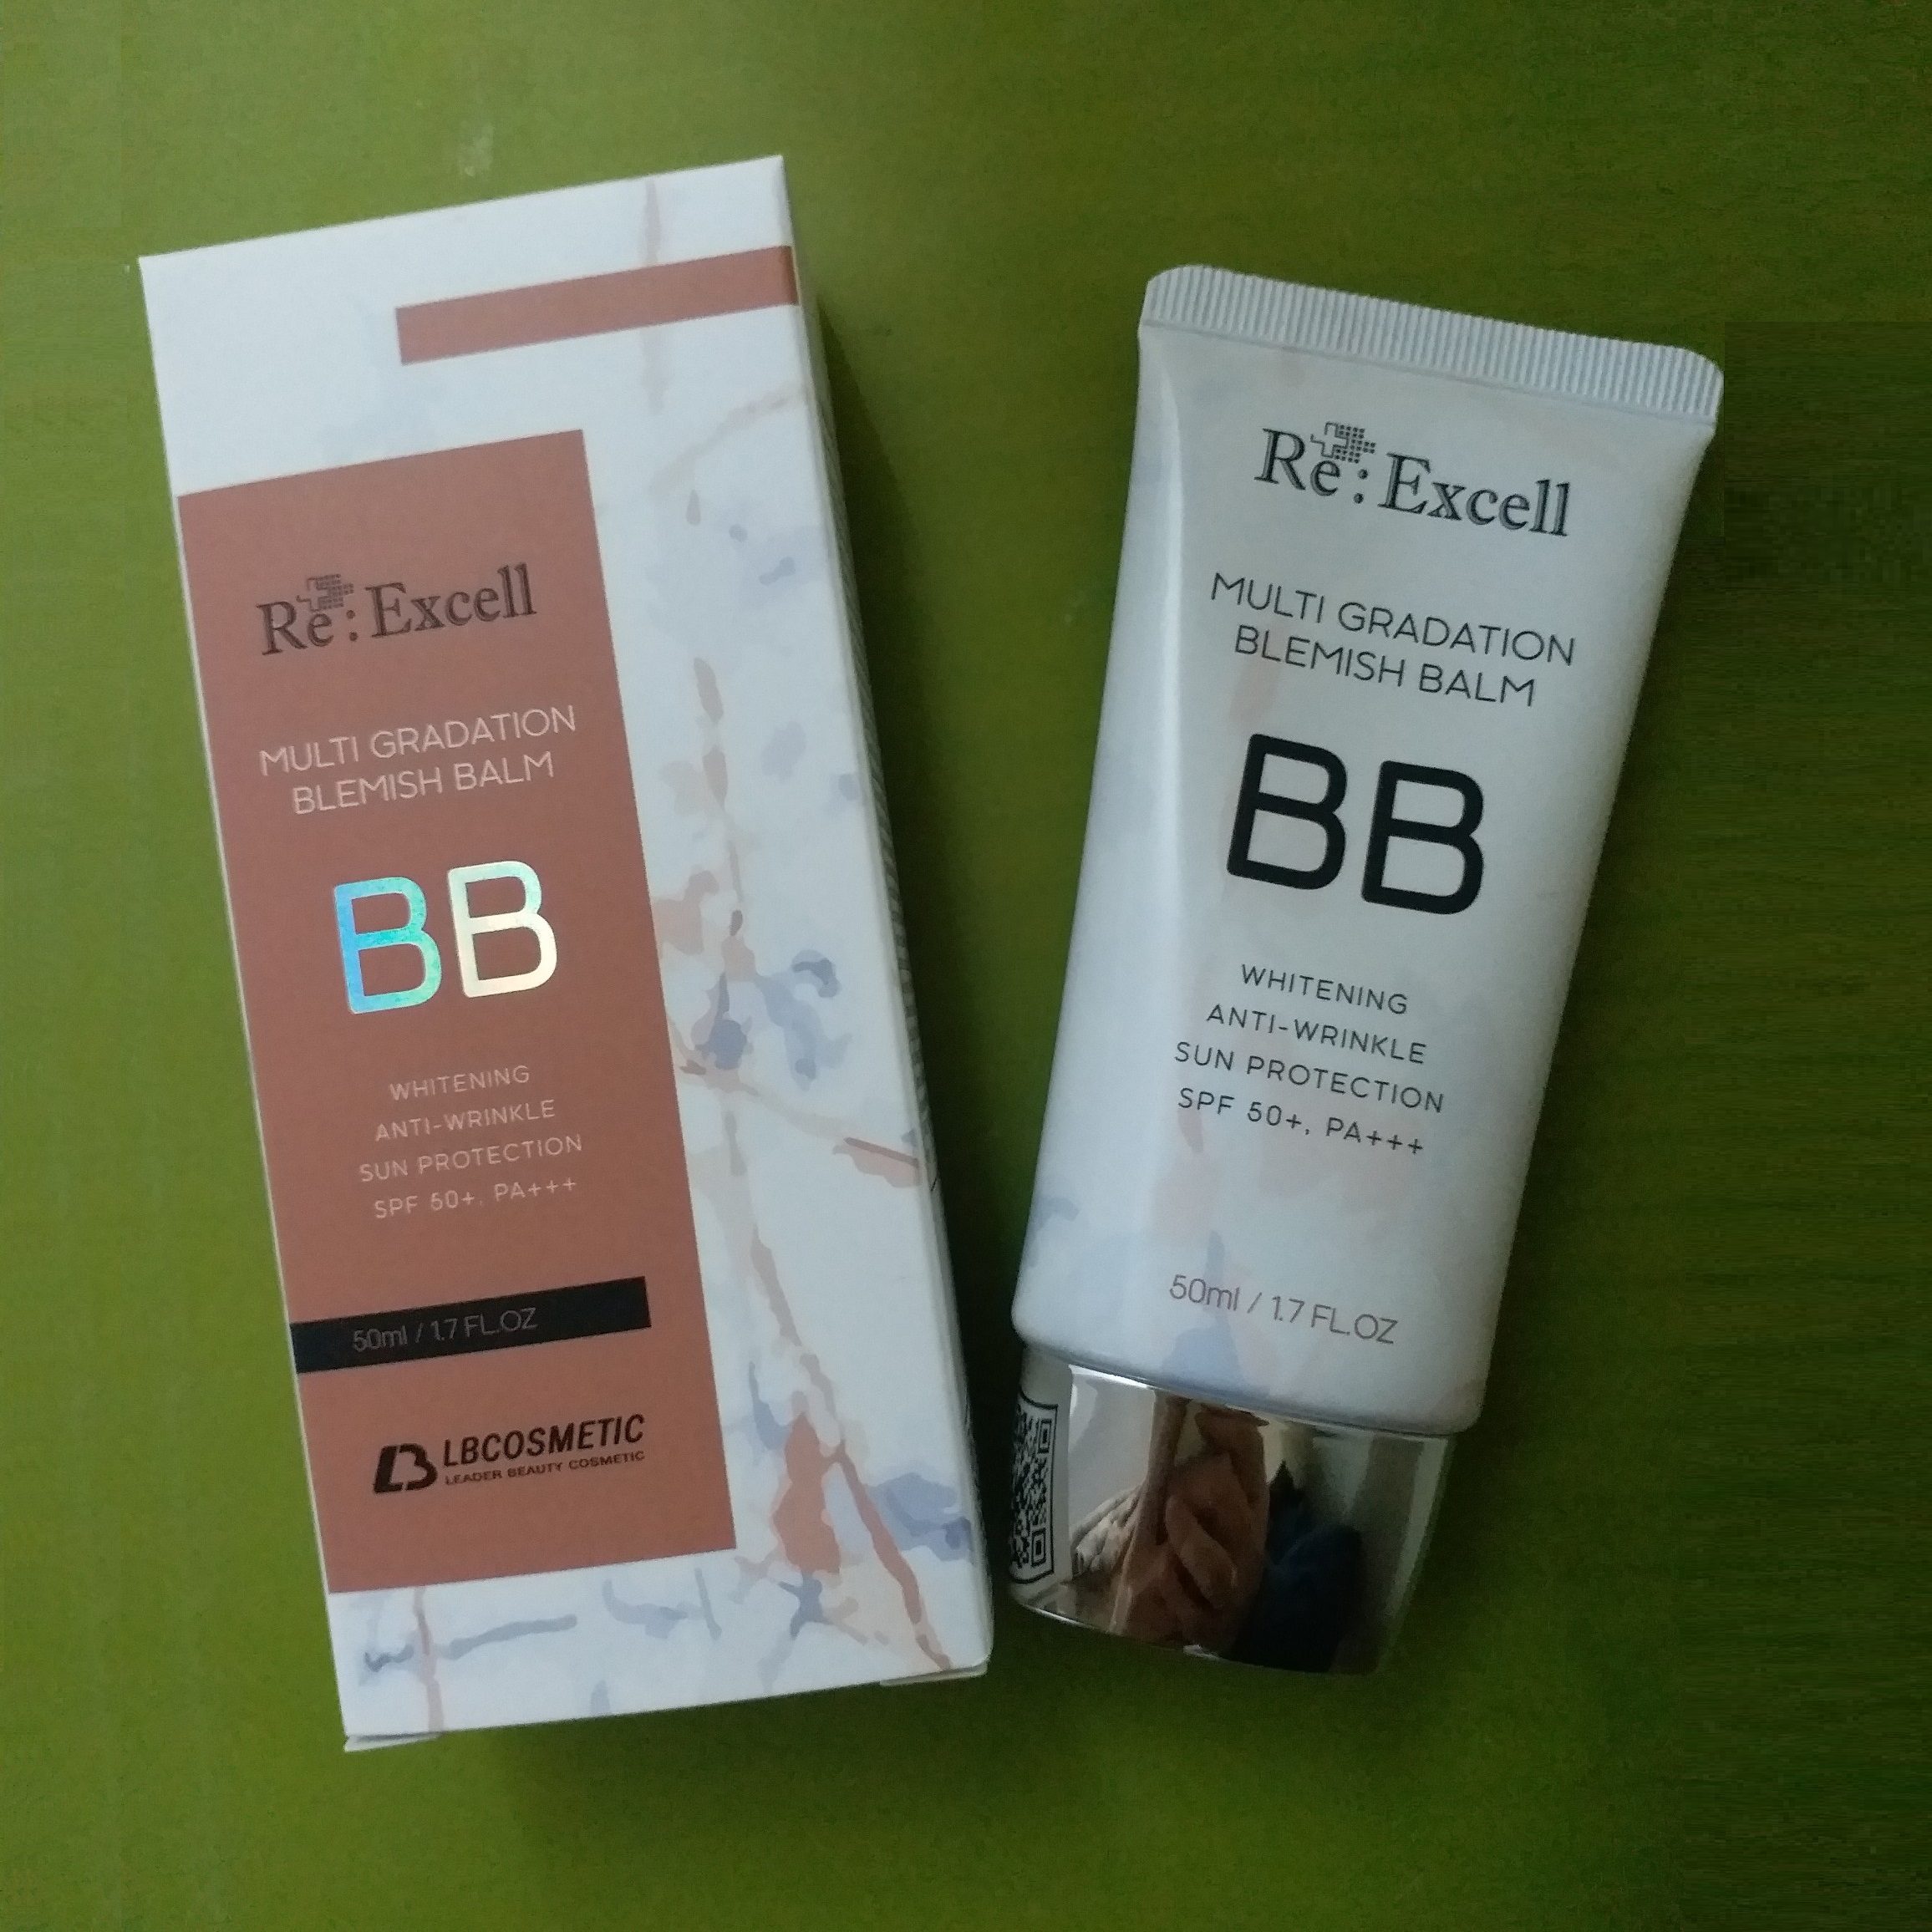 Re:Excell
MULTI GRADATION
BLEMISH BALM
BB
WHITENING
ANTI-WRINKLE
SUN PROTECTION
SPF 50+, PA+++
50ml / 1.7 FL.OZ
LB LBCOSMETIC
LEADER BEAUTY COSMETIC
Re:Excell
MULTI GRADATION
BLEMISH BALM
BB
WHITENING
ANTI-WRINKLE
SUN PROTECTION
SPF 50+, PA+++
50ml / 1.7 FL.OZ